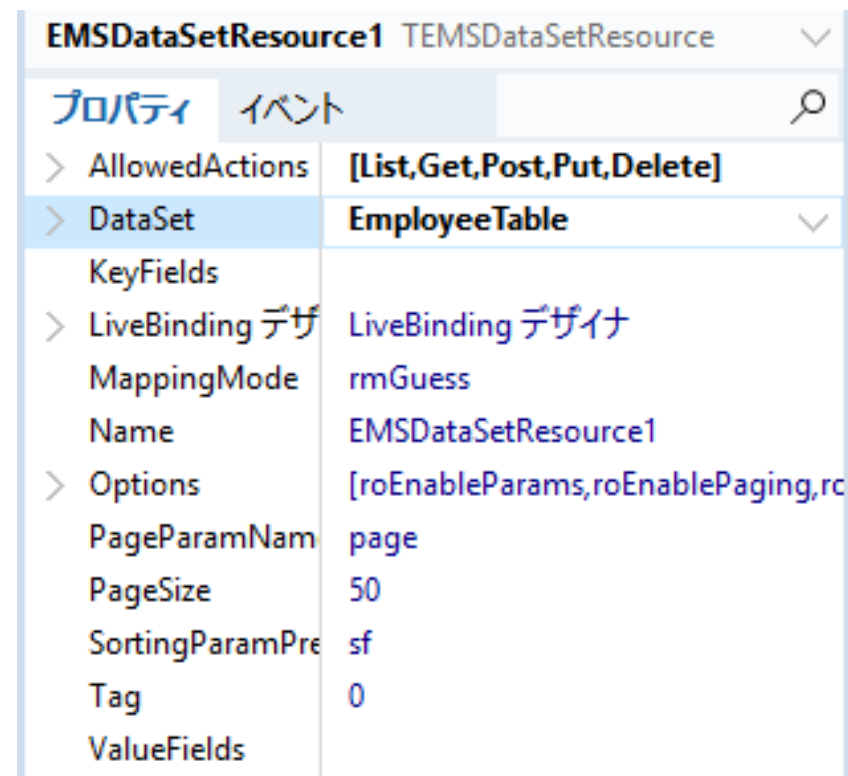 EMSDataSetResource1 TEMSDataSetResource
プロパティ イベント
AllowedActions [List,Get,Post,Put,Delete]
DataSet EmployeeTable
KeyFields
LiveBinding デザ LiveBinding デザイナ
MappingMode rmGuess
Name EMSDataSetResource1
Options [roEnableParams,roEnablePaging,ro
PageParamNam page
PageSize 50
SortingParamPre sf
Tag 0
ValueFields